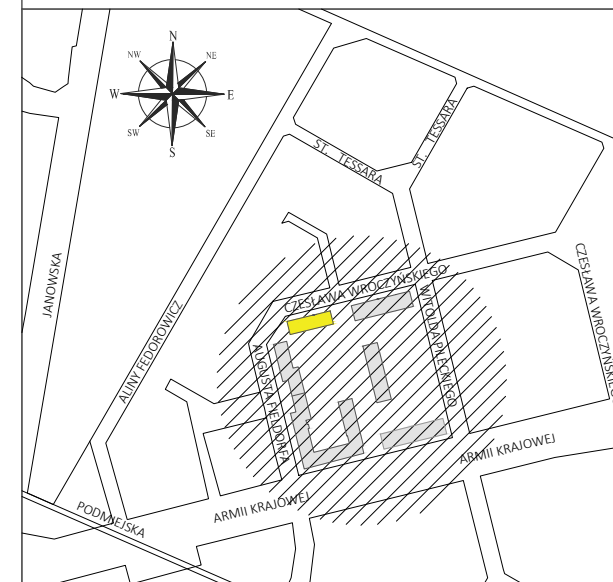 N
NW
NE
W
E
SW
SE
S
ST. TESSARA
ST. TESSARA
JANOWSKA
ALINY FEDOROWICZ
CZESŁAWA WROCZYŃSKIEGO
CZESŁAWA WROCZYŃSKIEGO
WITOLDA PILECKIEGO
AUGUSTA FIELDORFA
ARMII KRAJOWEJ
ARMII KRAJOWEJ
PODMIEJSKA